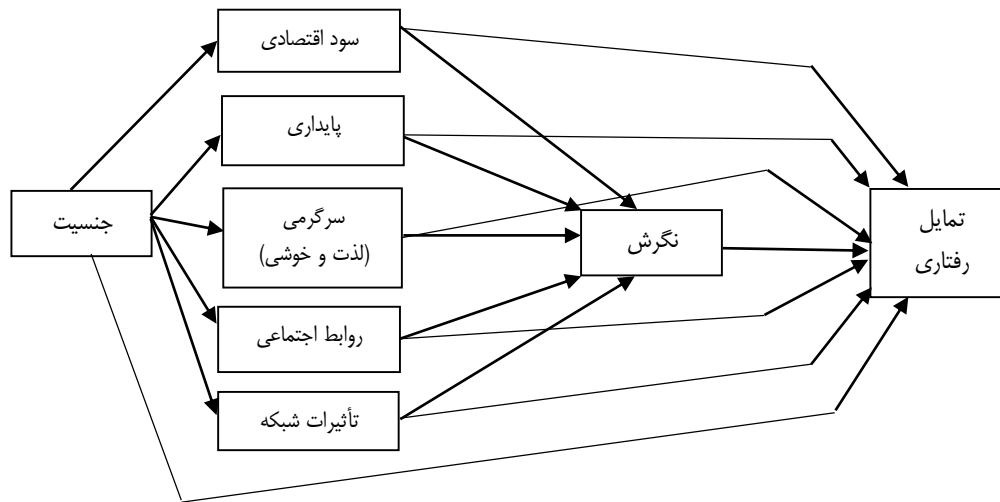 سود اقتصادی
پایداری
سرگرمی
(لذت و خوشی)
روابط اجتماعی
تأثیرات شبکه
جنسیت
نگرش
تمایل
رفتاری